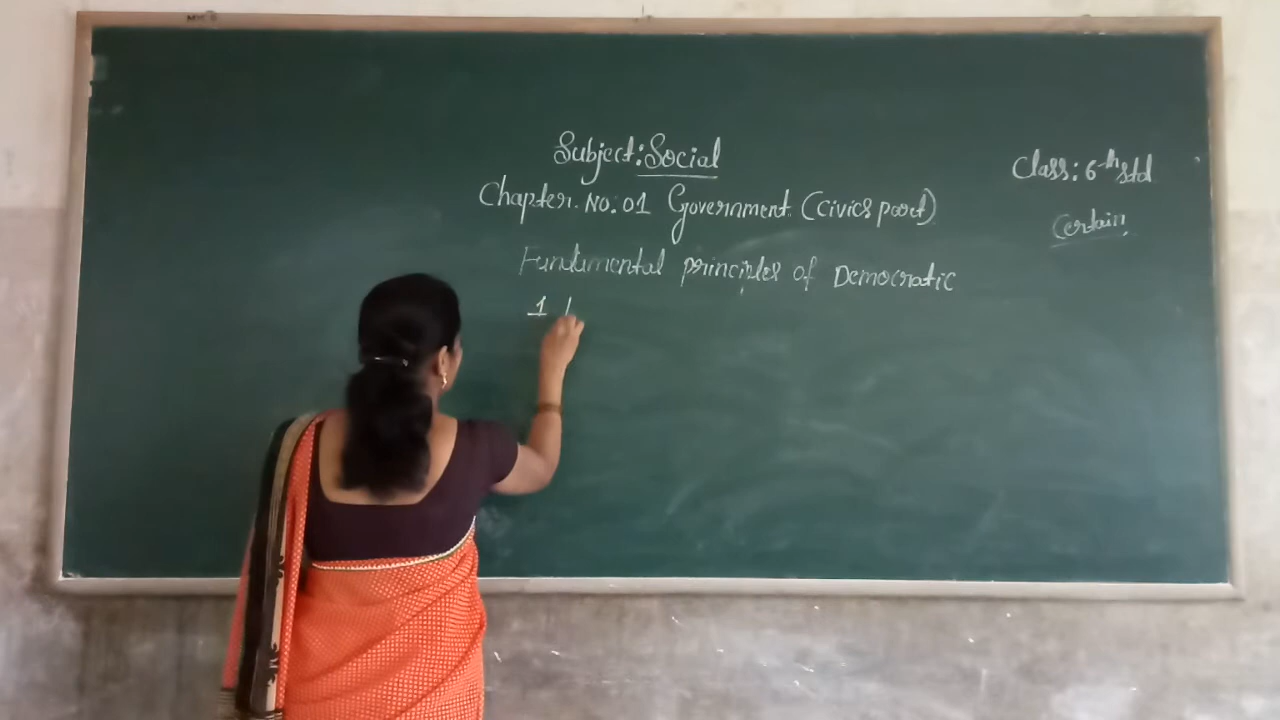 Subject: Social
Chapter. No: 01 Government. (Civics part)
Fundamental principles of Democratic
1
Class: 6th std
Certain